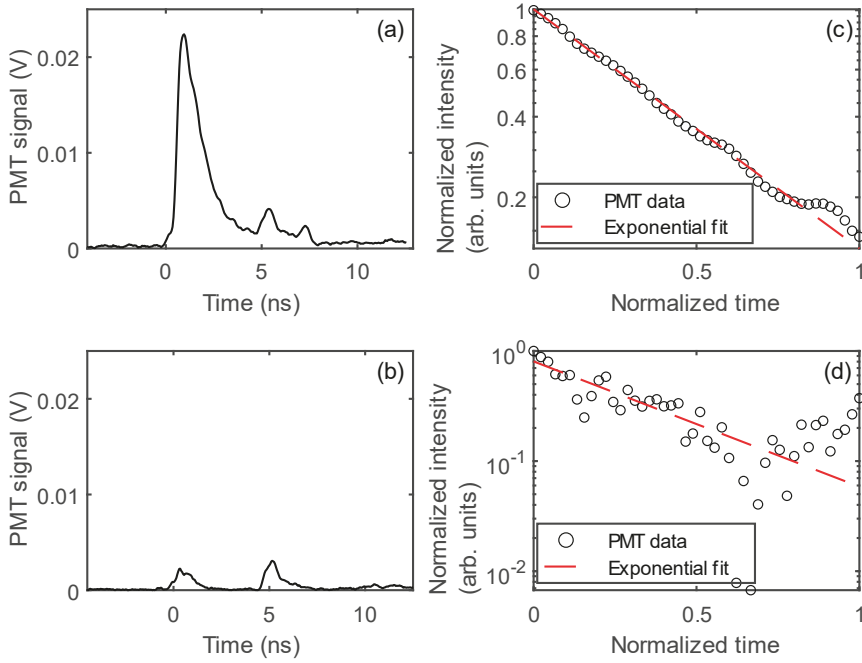 (a)
PMT signal (V)
0.02
0.01
0
0
5
10
Time (ns)
(c)
Normalized intensity
(arb. units)
1
0.8
0.6
0.4
0.2
PMT data
Exponential fit
0
0.5
1
Normalized time
(b)
PMT signal (V)
0.02
0.01
0
0
5
10
Time (ns)
(d)
Normalized intensity
(arb. units)
10^0
10^-1
10^-2
PMT data
Exponential fit
0
0.5
1
Normalized time